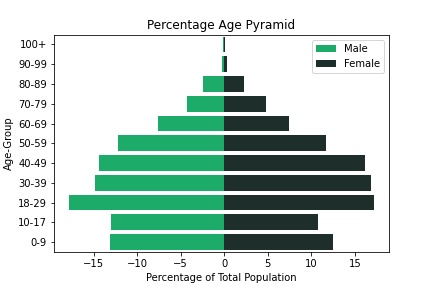 Percentage Age Pyramid
Male
Female
Age-Group
100+
90-99
80-89
70-79
60-69
50-59
40-49
30-39
18-29
10-17
0-9
−15 −10 −5 0 5 10 15
Percentage of Total Population